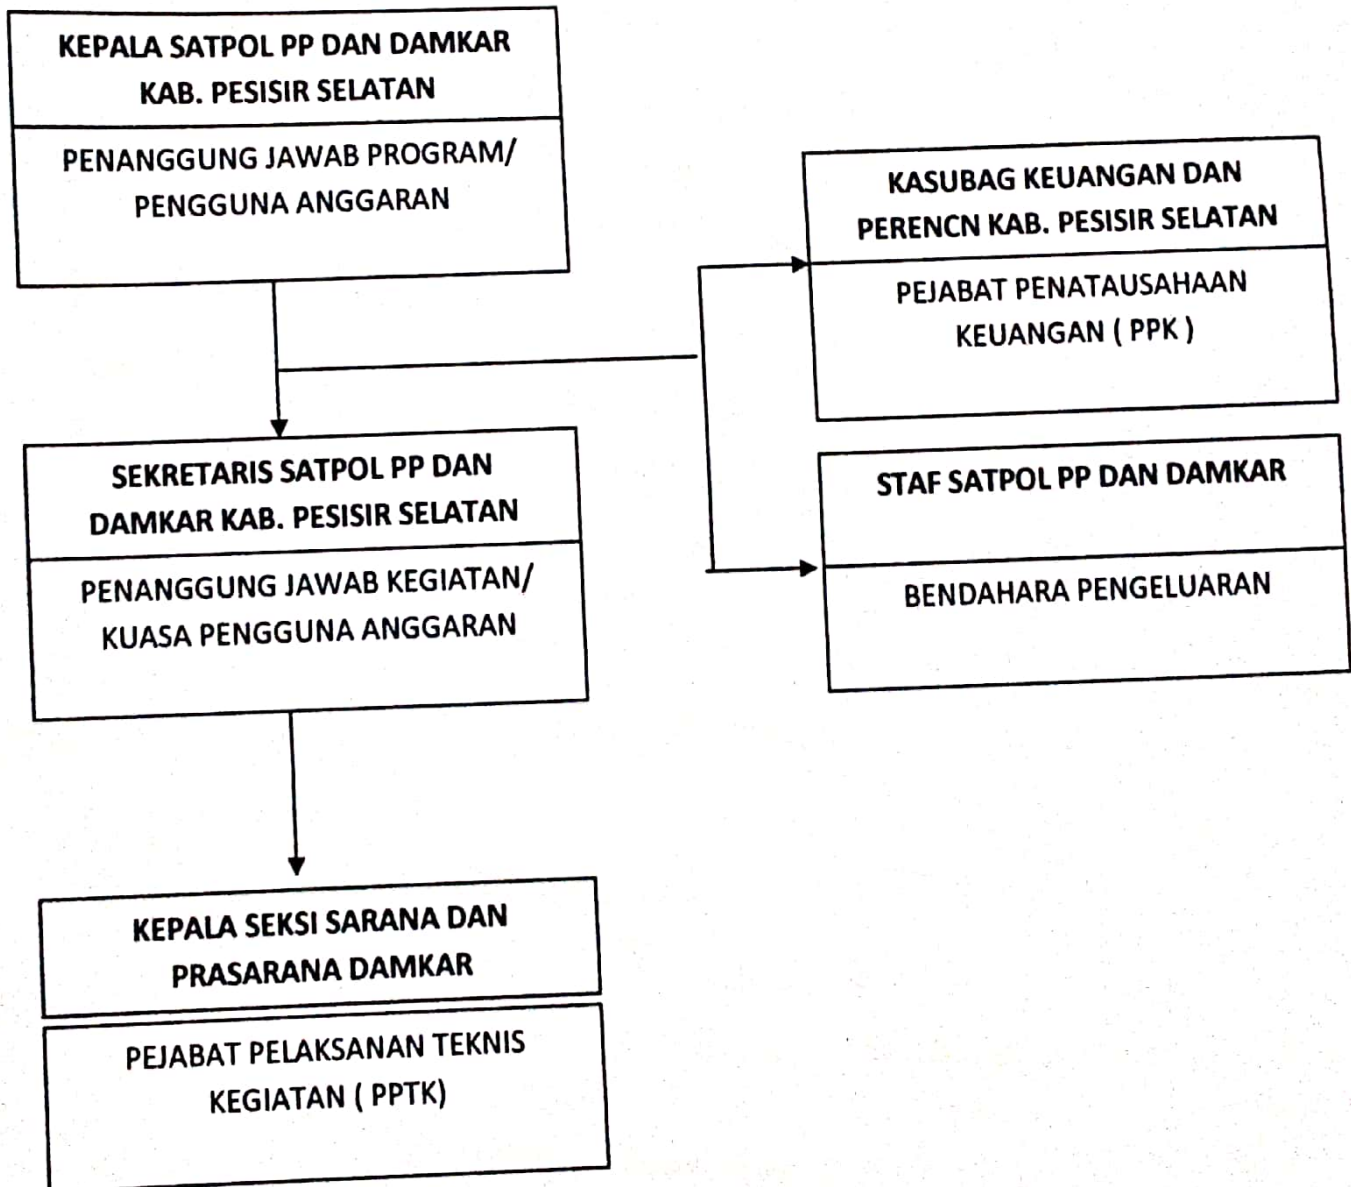 KEPALA SATPOL PP DAN DAMKAR
KAB. PESISIR SELATAN
PENANGGUNG JAWAB PROGRAM/
PENGGUNA ANGGARAN
KASUBAG KEUANGAN DAN
PERENCN KAB. PESISIR SELATAN
PEJABAT PENATAUSAHAAN
KEUANGAN ( PPK )
SEKRETARIS SATPOL PP DAN
DAMKAR KAB. PESISIR SELATAN
PENANGGUNG JAWAB KEGIATAN/
KUASA PENGGUNA ANGGARAN
STAF SATPOL PP DAN DAMKAR
BENDAHARA PENGELUARAN
KEPALA SEKSI SARANA DAN
PRASARANA DAMKAR
PEJABAT PELAKSANAN TEKNIS
KEGIATAN ( PPTK)